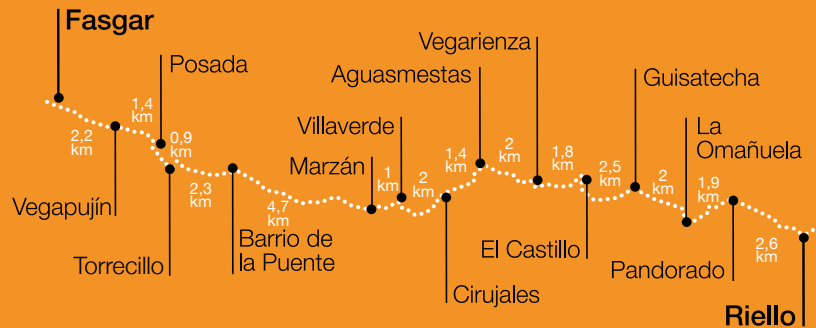 Fasgar
2,2
km
Vegapujín
1,4
km
Posada
0,9
km
Torrecillo
2,3
km
Barrio de
la Puente
4,7
km
Marzán
1
km
Villaverde
2
km
Cirujales
1,4
km
Aguasmestas
2
km
Vegarienza
1,8
km
El Castillo
2,5
km
Guisatecha
2
km
La
Omañuela
1,9
km
Pandorado
2,6
km
Riello